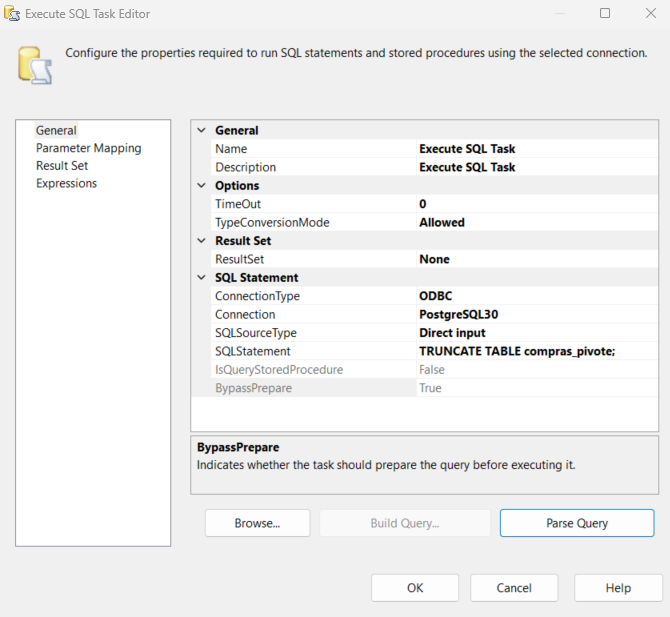 Execute SQL Task Editor
Configure the properties required to run SQL statements and stored procedures using the selected connection.
General
Parameter Mapping
Result Set
Expressions
General
Name Execute SQL Task
Description Execute SQL Task
Options
TimeOut 0
TypeConversionMode Allowed
Result Set
ResultSet None
SQL Statement
ConnectionType ODBC
Connection PostgreSQL30
SQLSourceType Direct input
SQLStatement TRUNCATE TABLE compras_pivote;
IsQueryStoredProcedure False
BypassPrepare True
BypassPrepare
Indicates whether the task should prepare the query before executing it.
Browse... Build Query... Parse Query
OK Cancel Help